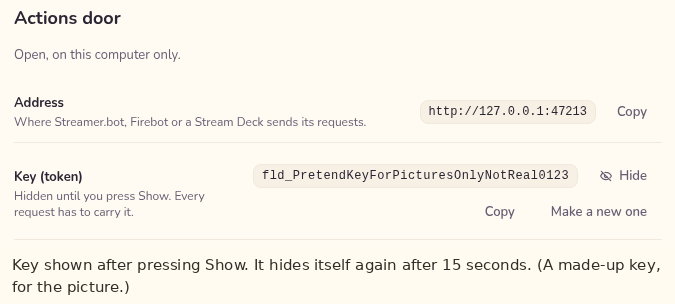 Actions door
Open, on this computer only.
Address
Where Streamer.bot, Firebot or a Stream Deck sends its requests.
http://127.0.0.1:47213
Copy
Key (token)
Hidden until you press Show. Every
request has to carry it.
fld_PretendKeyForPicturesOnlyNotReal0123
Hide
Copy
Make a new one
Key shown after pressing Show. It hides itself again after 15 seconds. (A made-up key,
for the picture.)